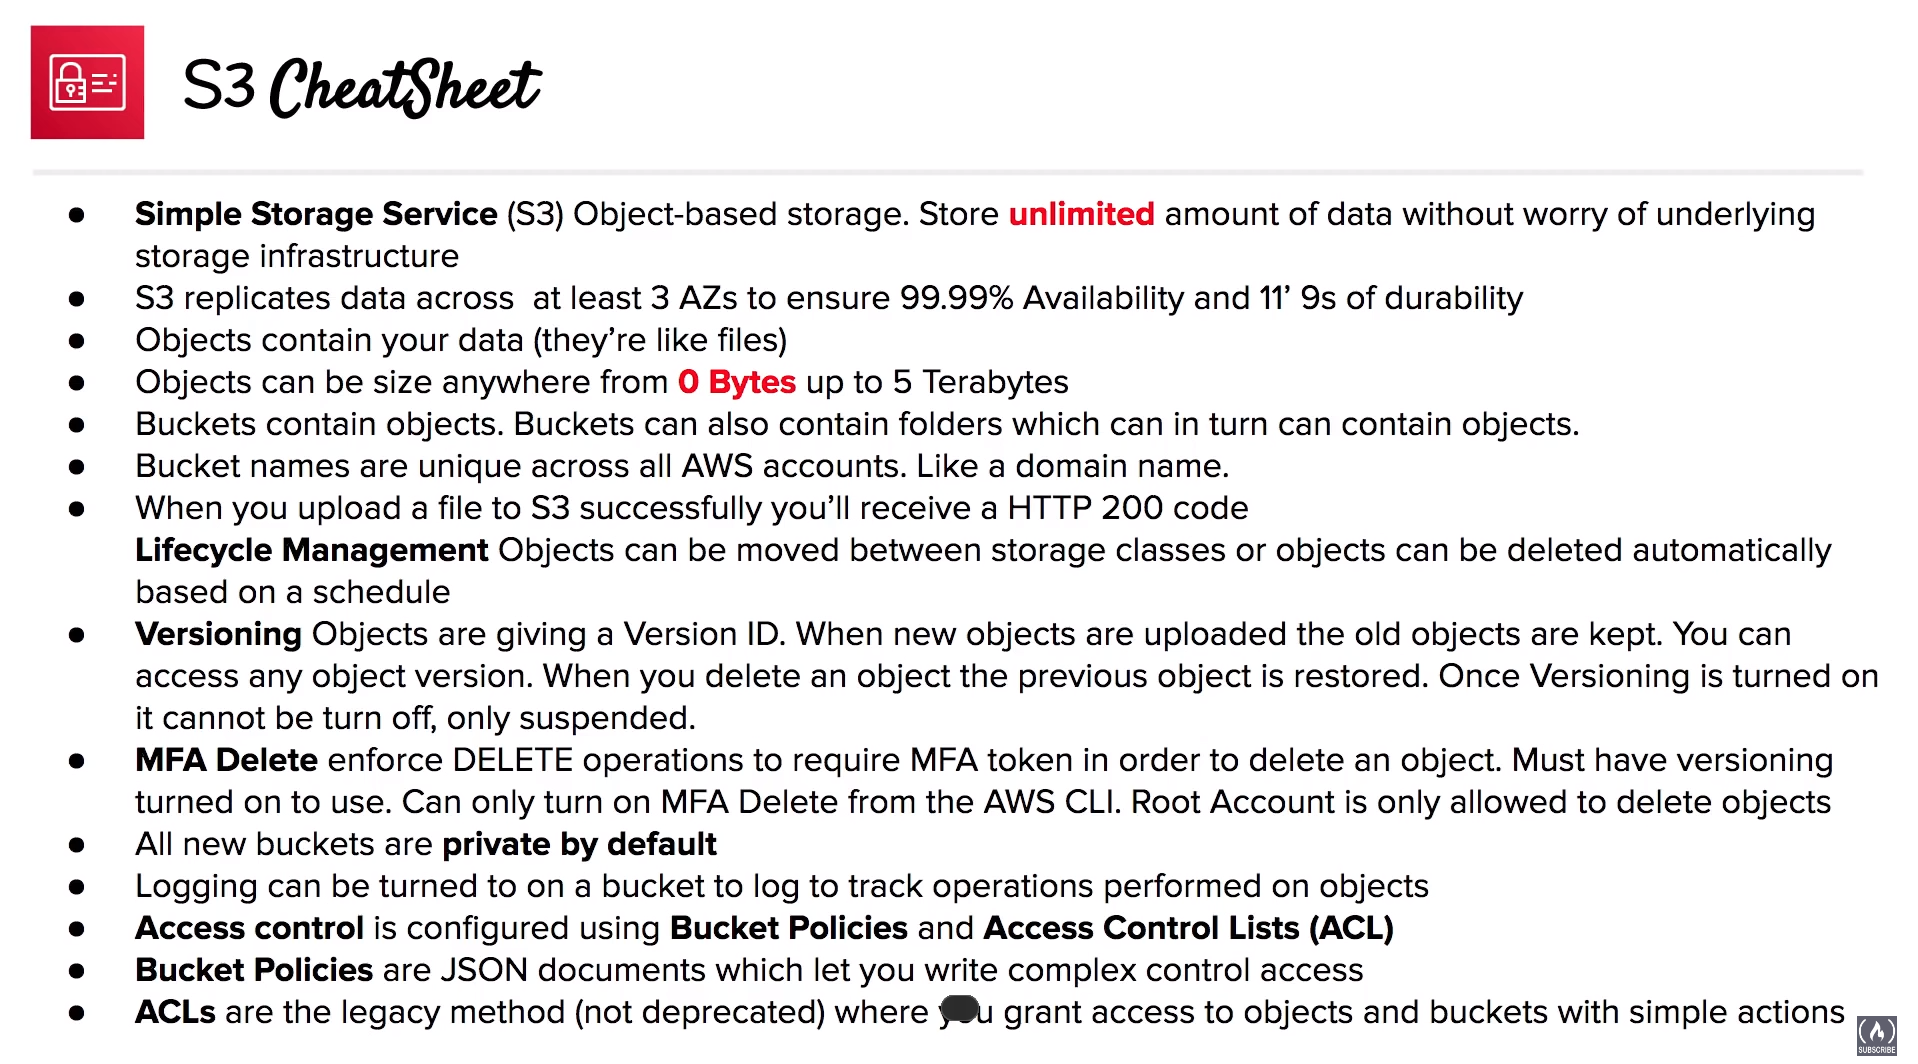 S3 CheatSheet
● Simple Storage Service (S3) Object-based storage. Store unlimited amount of data without worry of underlying
storage infrastructure
● S3 replicates data across  at least 3 AZs to ensure 99.99% Availability and 11’ 9s of durability
● Objects contain your data (they’re like files)
● Objects can be size anywhere from 0 Bytes up to 5 Terabytes
● Buckets contain objects. Buckets can also contain folders which can in turn can contain objects.
● Bucket names are unique across all AWS accounts. Like a domain name.
● When you upload a file to S3 successfully you’ll receive a HTTP 200 code
Lifecycle Management Objects can be moved between storage classes or objects can be deleted automatically
based on a schedule
● Versioning Objects are giving a Version ID. When new objects are uploaded the old objects are kept. You can
access any object version. When you delete an object the previous object is restored. Once Versioning is turned on
it cannot be turn off, only suspended.
● MFA Delete enforce DELETE operations to require MFA token in order to delete an object. Must have versioning
turned on to use. Can only turn on MFA Delete from the AWS CLI. Root Account is only allowed to delete objects
● All new buckets are private by default
● Logging can be turned to on a bucket to log to track operations performed on objects
● Access control is configured using Bucket Policies and Access Control Lists (ACL)
● Bucket Policies are JSON documents which let you write complex control access
● ACLs are the legacy method (not deprecated) where you grant access to objects and buckets with simple actions
SUBSCRIBE